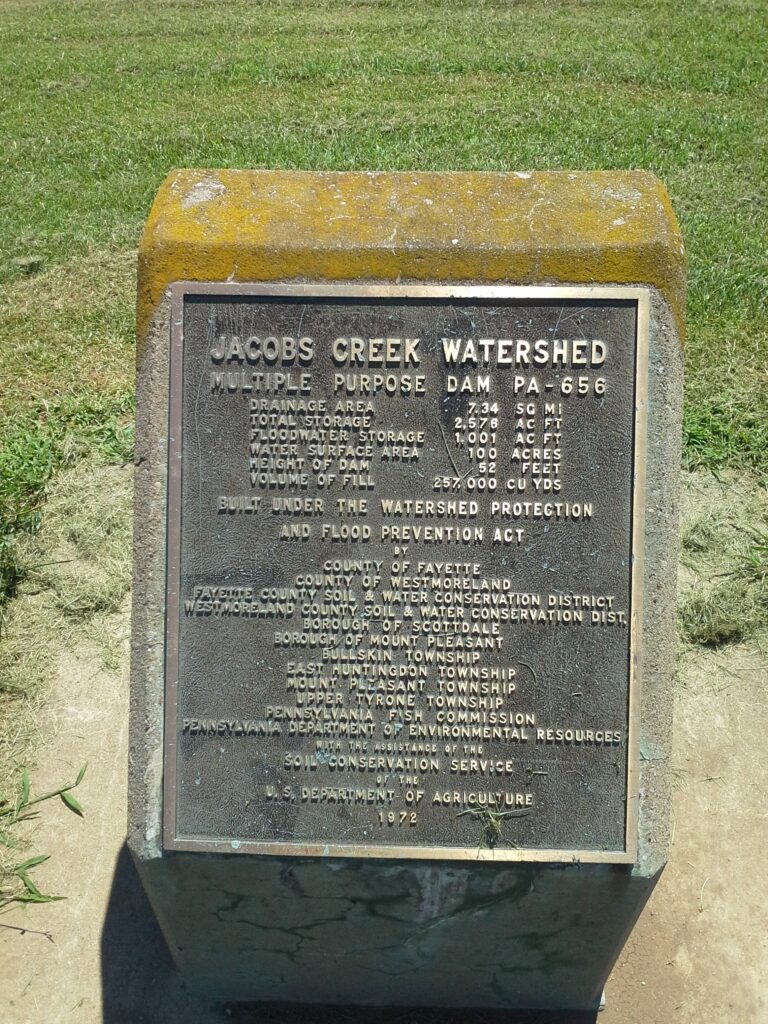 JACOBS CREEK WATERSHED
MULTIPLE PURPOSE DAM PA-656
DRAINAGE AREA 7.34 SQ MI
TOTAL STORAGE 2,576 AC FT
FLOODWATER STORAGE 1,001 AC FT
WATER SURFACE AREA 100 ACRES
HEIGHT OF DAM 52 FEET
VOLUME OF FILL 257,000 CU YDS
BUILT UNDER THE WATERSHED PROTECTION
AND FLOOD PREVENTION ACT
BY
COUNTY OF FAYETTE
COUNTY OF WESTMORELAND
FAYETTE COUNTY SOIL & WATER CONSERVATION DISTRICT
WESTMORELAND COUNTY SOIL & WATER CONSERVATION DIST.
BOROUGH OF SCOTTDALE
BOROUGH OF MOUNT PLEASANT
BULLSKIN TOWNSHIP
EAST HUNTINGDON TOWNSHIP
MOUNT PLEASANT TOWNSHIP
UPPER TYRONE TOWNSHIP
PENNSYLVANIA FISH COMMISSION
PENNSYLVANIA DEPARTMENT OF ENVIRONMENTAL RESOURCES
WITH THE ASSISTANCE OF THE
SOIL CONSERVATION SERVICE
OF THE
U.S. DEPARTMENT OF AGRICULTURE
1972